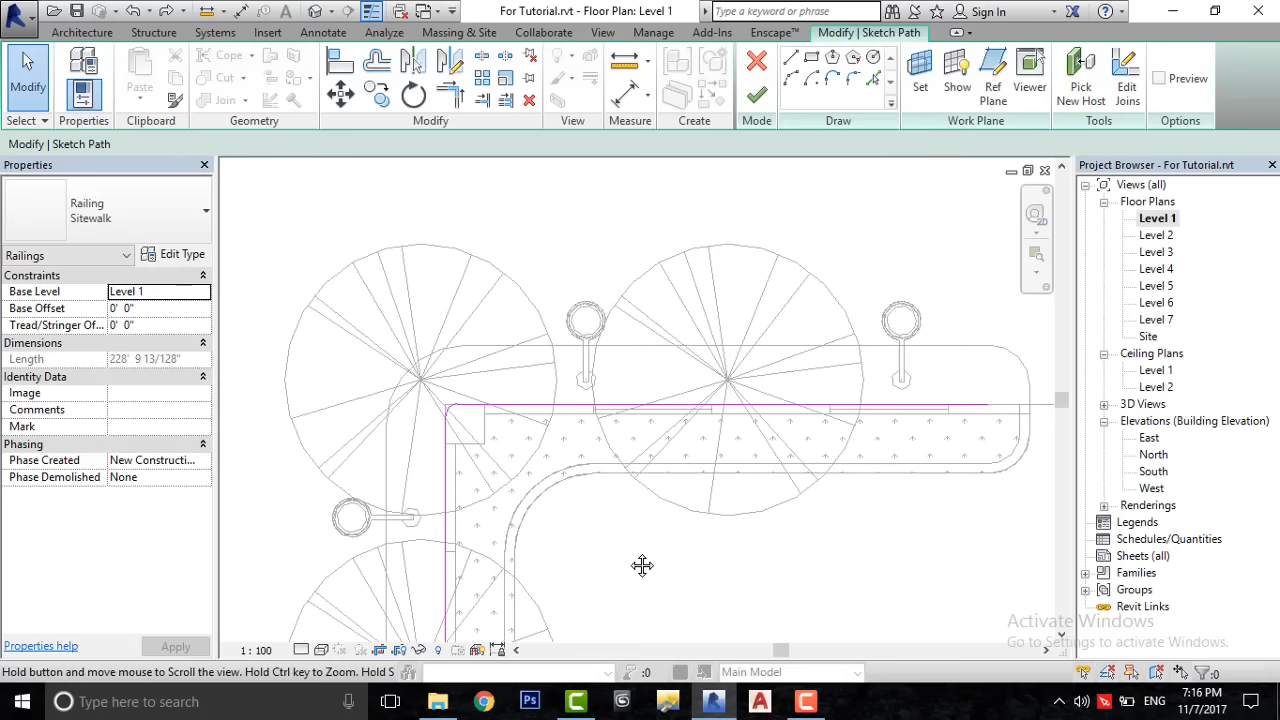 For Tutorial.rvt - Floor Plan: Level 1
Type a keyword or phrase
Sign In
Architecture Structure Systems Insert Annotate Analyze Massing & Site Collaborate View Manage Add-Ins Enscape™ Modify | Sketch Path
Modify
Select
Properties
Paste
Clipboard
Cope
Cut
Join
Geometry
Modify
View
Measure
Create
Mode
Draw
Set
Show
Ref Plane
Viewer
Work Plane
Pick New Host
Edit Joins
Tools
Preview
Options
Modify | Sketch Path
Properties
Railing
Sitewalk
Railings
Edit Type
Constraints
Base Level Level 1
Base Offset 0' 0"
Tread/Stringer Of... 0' 0"
Dimensions
Length 228' 9 13/128"
Identity Data
Image
Comments
Mark
Phasing
Phase Created New Constructi...
Phase Demolished None
Properties help
Apply
2D
Project Browser - For Tutorial.rvt
Views (all)
Floor Plans
Level 1
Level 2
Level 3
Level 4
Level 5
Level 6
Level 7
Site
Ceiling Plans
Level 1
Level 2
3D Views
Elevations (Building Elevation)
East
North
South
West
Renderings
Legends
Schedules/Quantities
Sheets (all)
Families
Groups
Revit Links
Activate Windows
Go to Settings to activate Windows.
1 : 100
Hold button and move mouse to Scroll the view. Hold Ctrl key to Zoom. Hold S
:0
Main Model
:0
Type here to search
Ps
ENG
7:16 PM
11/7/2017